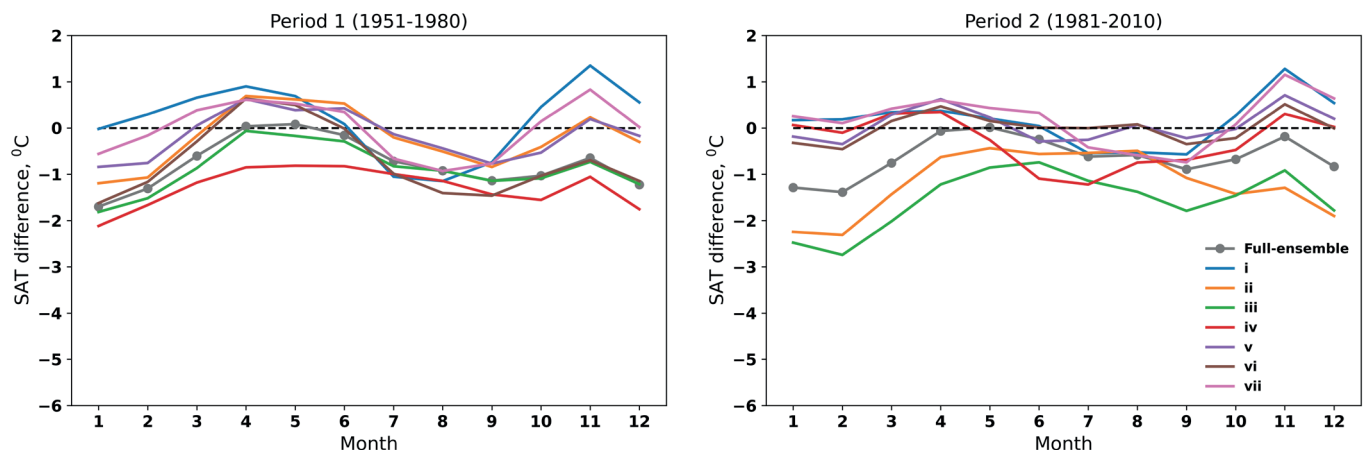 Period 1 (1951-1980)
SAT difference, ⁰C
2
1
0
−1
−2
−3
−4
−5
−6
1 2 3 4 5 6 7 8 9 10 11 12
Month
Period 2 (1981-2010)
SAT difference, ⁰C
2
1
0
−1
−2
−3
−4
−5
−6
Full-ensemble
i
ii
iii
iv
v
vi
vii
1 2 3 4 5 6 7 8 9 10 11 12
Month